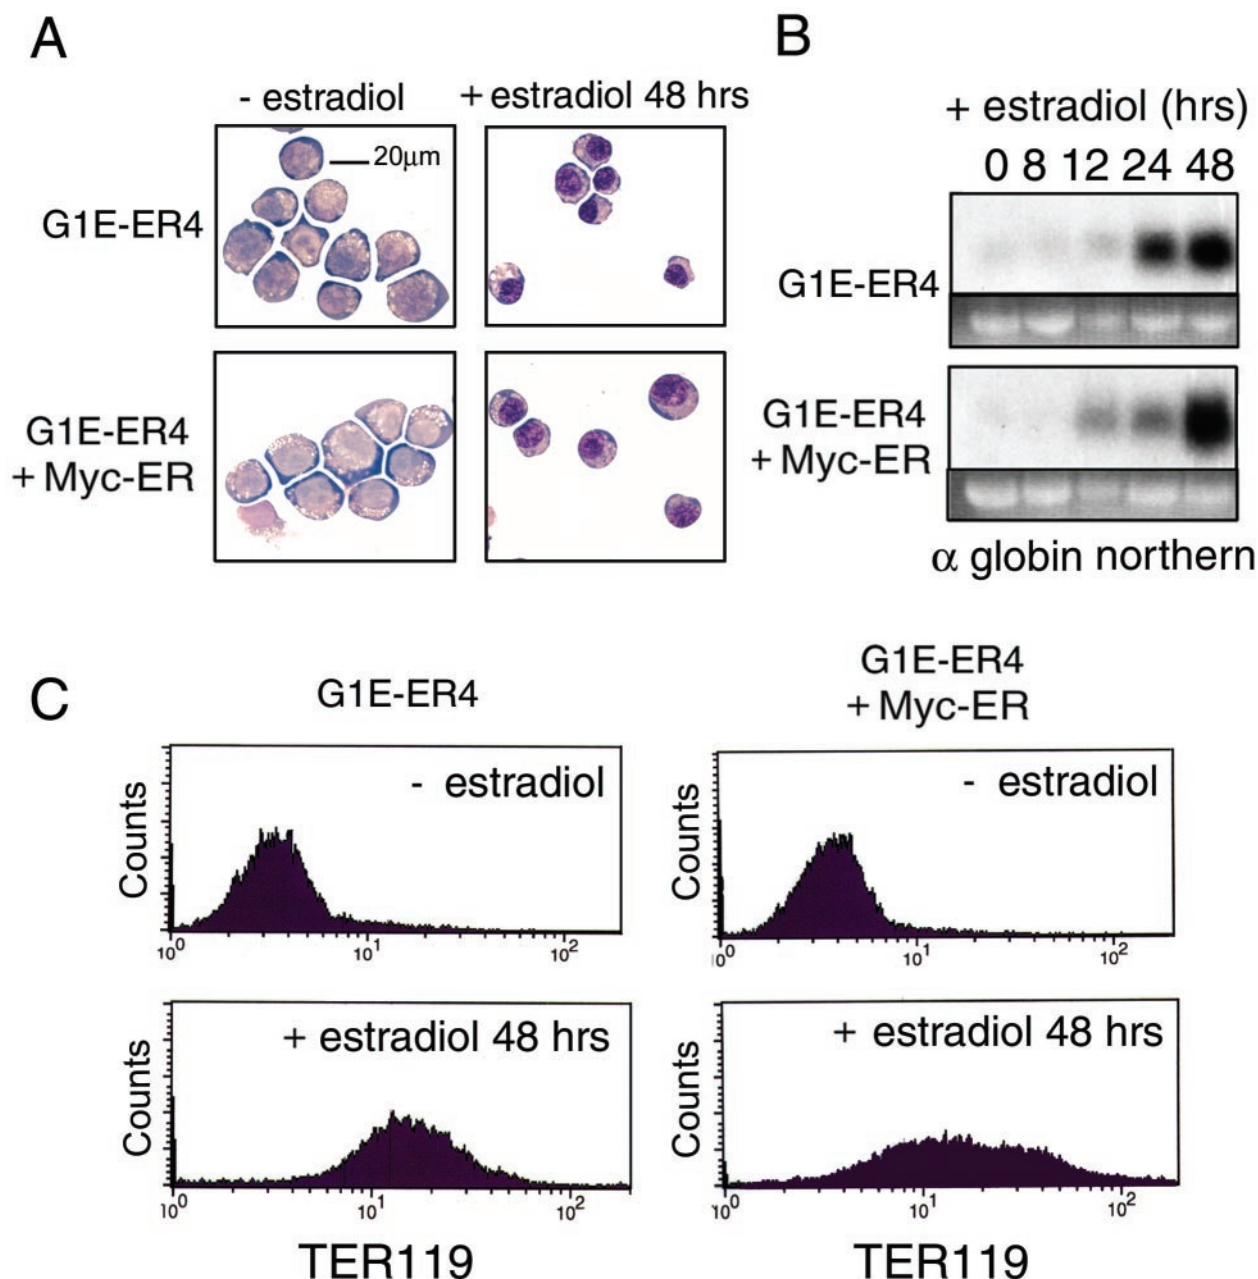 A
- estradiol
+ estradiol 48 hrs
20μm
G1E-ER4
G1E-ER4
+ Myc-ER
B
+ estradiol (hrs)
0 8 12 24 48
G1E-ER4
G1E-ER4
+ Myc-ER
α globin northern
C
G1E-ER4
G1E-ER4
+ Myc-ER
- estradiol
Counts
10⁰ 10¹ 10²
- estradiol
Counts
10⁰ 10¹ 10²
+ estradiol 48 hrs
Counts
10⁰ 10¹ 10²
TER119
+ estradiol 48 hrs
Counts
10⁰ 10¹ 10²
TER119